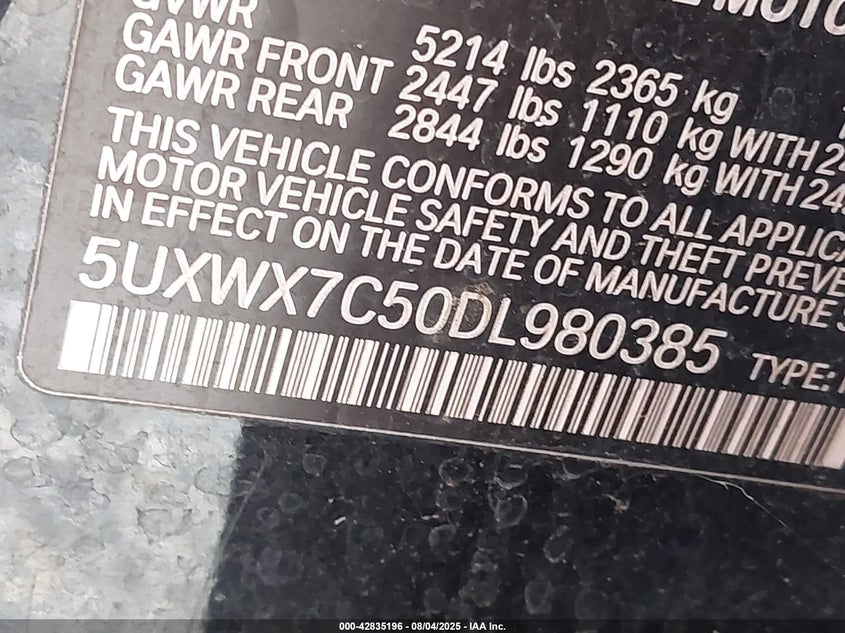 GVWR 5214 lbs 2365 kg
GAWR FRONT 2447 lbs 1110 kg WITH
GAWR REAR 2844 lbs 1290 kg WITH
THIS VEHICLE CONFORMS TO ALL
MOTOR VEHICLE SAFETY AND THEFT
IN EFFECT ON THE DATE OF MANUFACTURE
5UXWX7C50DL980385 TYPE:
000-42835196 - 08/04/2025 - IAA Inc.